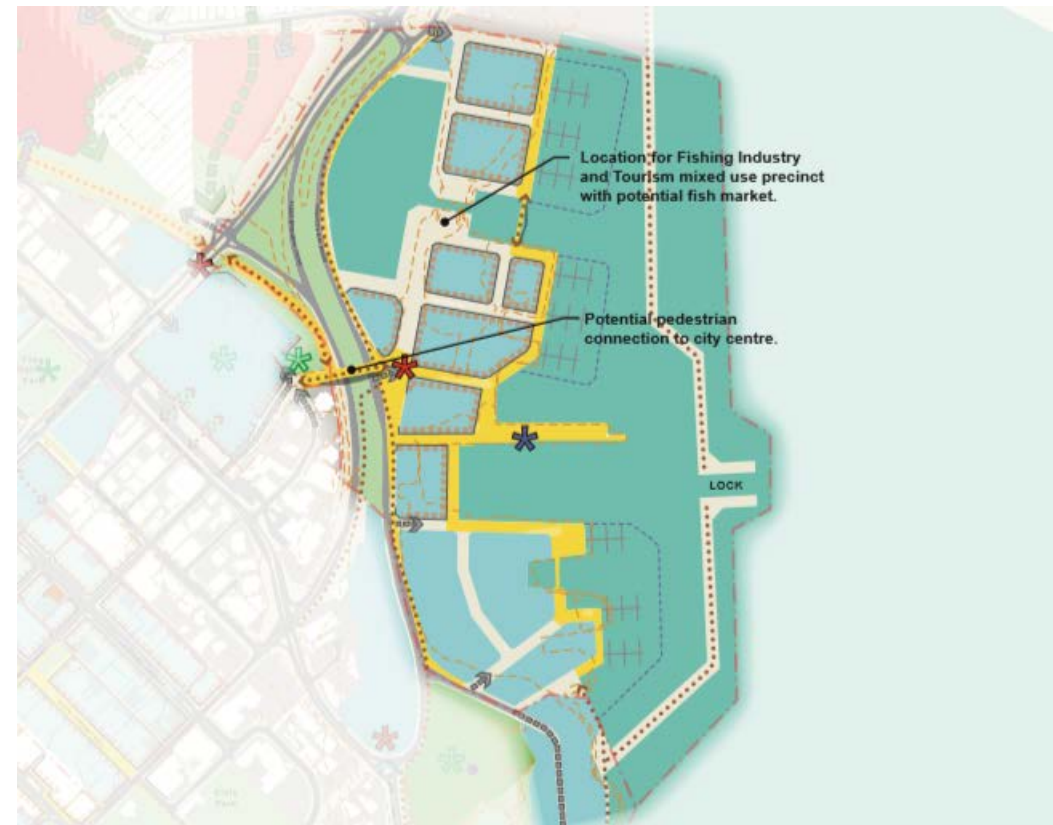 Location for Fishing Industry
and Tourism mixed use precinct
with potential fish market.
Potential pedestrian
connection to city centre.
LOCK